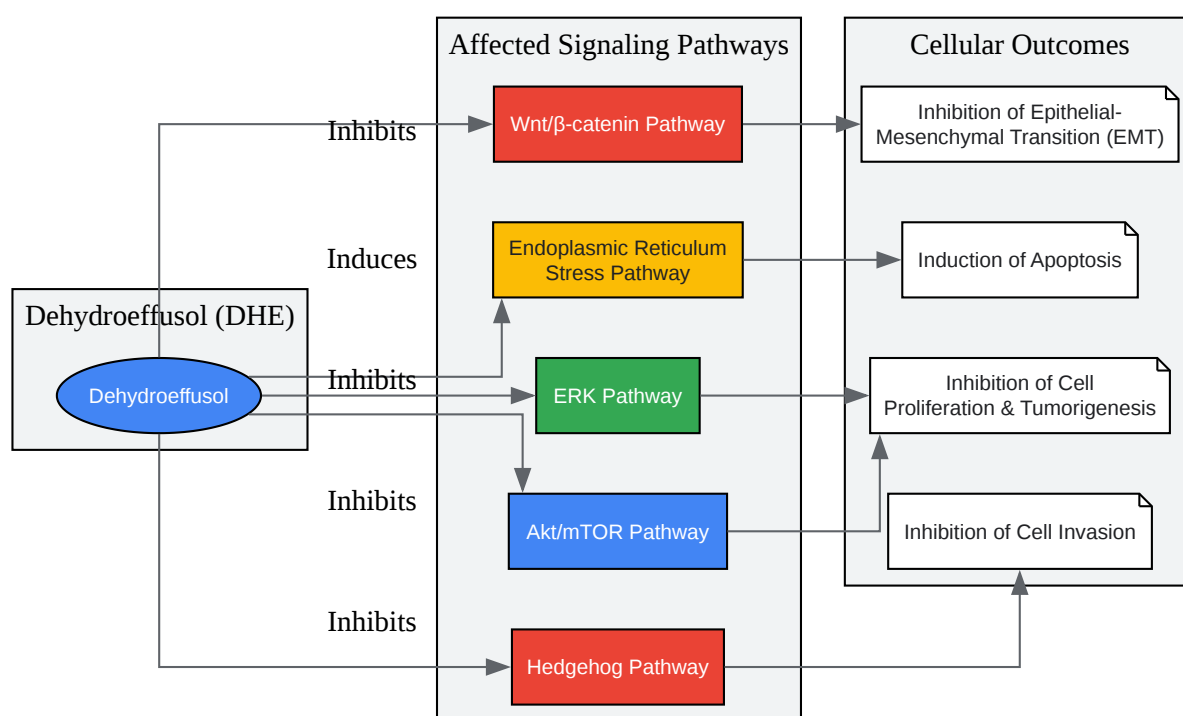 Affected Signaling Pathways
Cellular Outcomes
Inhibits
Wnt/β-catenin Pathway
Inhibition of Epithelial-
Mesenchymal Transition (EMT)
Induces
Endoplasmic Reticulum
Stress Pathway
Induction of Apoptosis
Dehydroeffusol (DHE)
Dehydroeffusol
Inhibits
ERK Pathway
Inhibition of Cell
Proliferation & Tumorigenesis
Inhibits
Akt/mTOR Pathway
Inhibition of Cell Invasion
Inhibits
Hedgehog Pathway